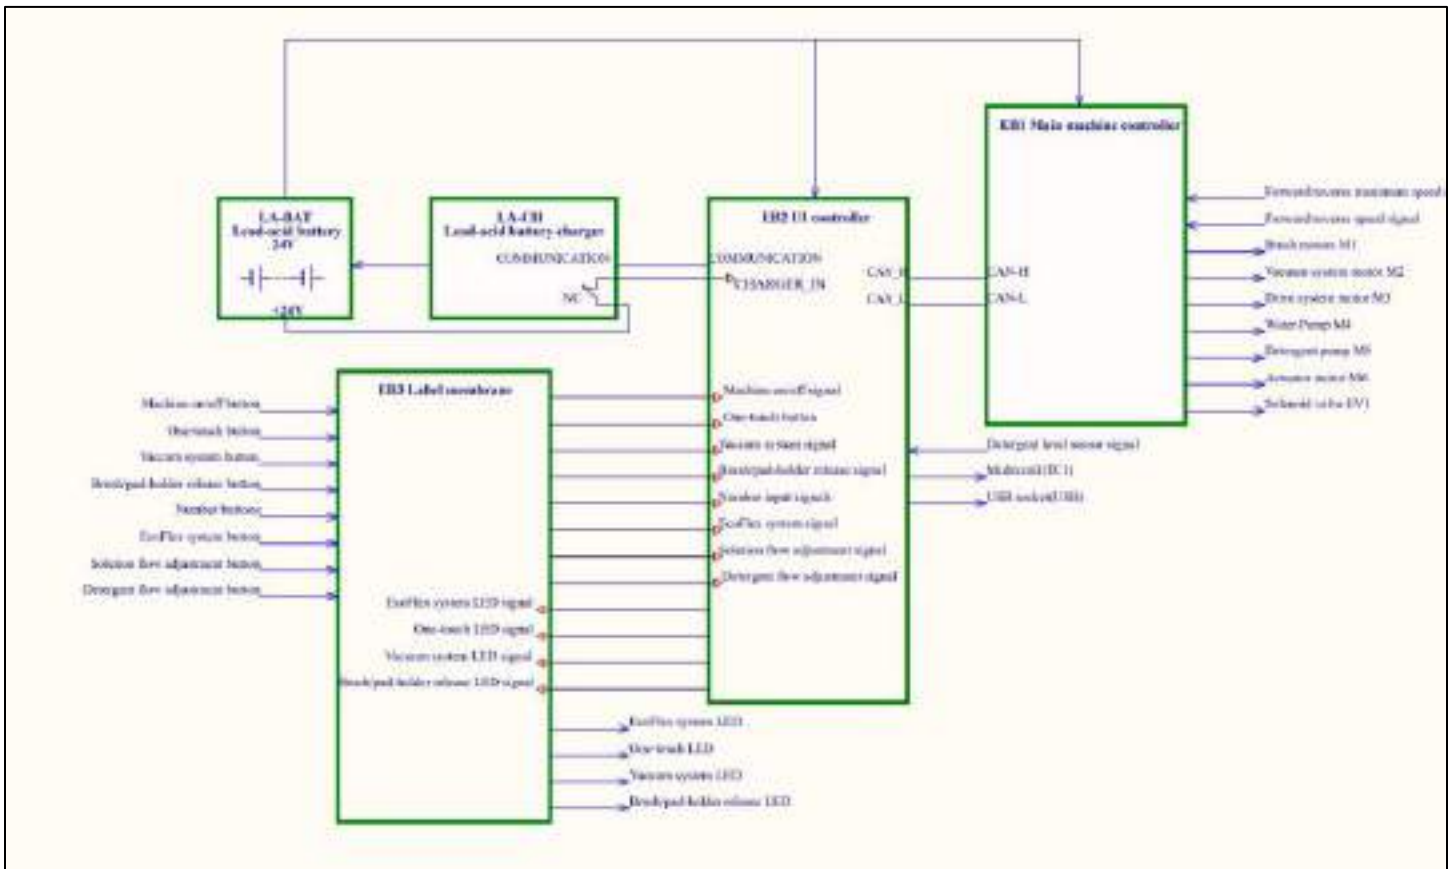 EB1 Main machine controller
LA-BAT
Lead-acid battery
24V
+24V
LA-CH
Lead-acid battery charger
COMMUNICATION
NC
EB2 UI controller
COMMUNICATION
CHARGER_IN
CAN_H
CAN_L
CAN-H
CAN-L
Forward/reverse maximum speed
Forward/reverse speed signal
Brush motors M1
Vacuum system motor M2
Drive system motor M3
Water Pump M4
Detergent pump M5
Actuator motor M6
Solenoid valve EV1
EB3 Label membrane
Machine on/off button
One-touch button
Vacuum system button
Brush/pad-holder release button
Number buttons
EcoFlex system button
Solution flow adjustment button
Detergent flow adjustment button
Machine on/off signal
One-touch button
Vacuum system signal
Brush/pad-holder release signal
Number input signals
EcoFlex system signal
Solution flow adjustment signal
Detergent flow adjustment signal
Detergent level sensor signal
USB socket(USB)
EcoFlex system LED signal
One-touch LED signal
Vacuum system LED signal
Brush/pad-holder release LED signal
EcoFlex system LED
One-touch LED
Vacuum system LED
Brush/pad-holder release LED